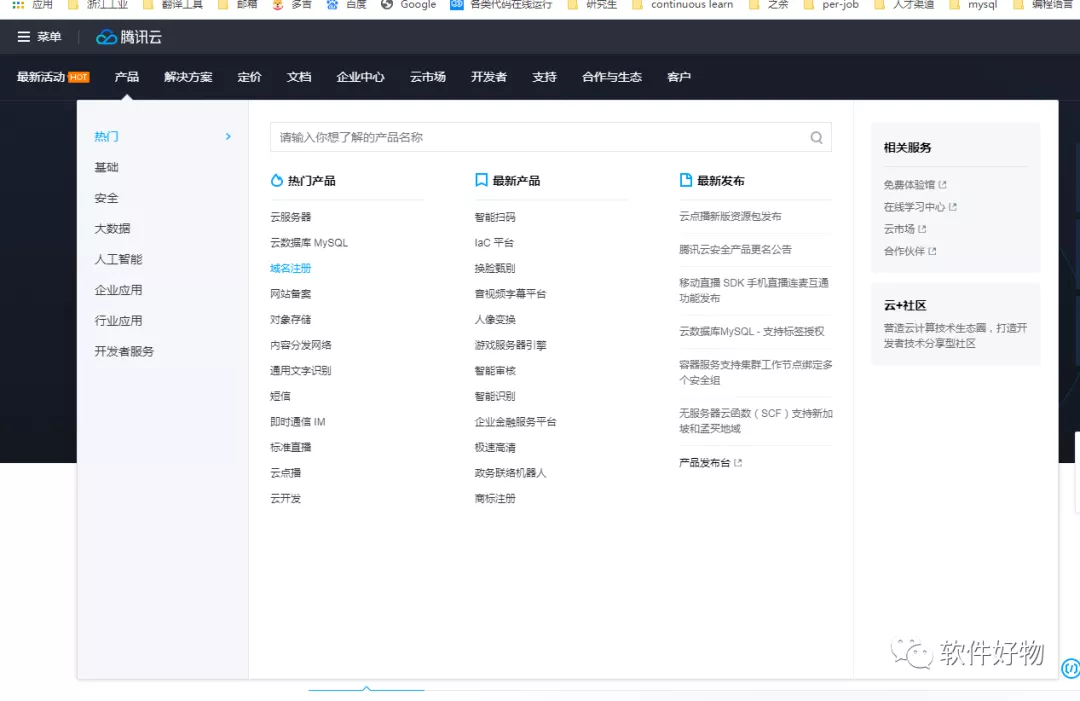 应用 浙江工业 翻译工具 邮箱 多吉 百度 Google 各类代码在线运行 研究生 continuous learn 之余 per-job 人才渠道 mysql 编程语言
菜单 腾讯云
最新活动 HOT 产品 解决方案 定价 文档 企业中心 云市场 开发者 支持 合作与生态 客户
热门
基础
安全
大数据
人工智能
企业应用
行业应用
开发者服务
请输入你想了解的产品名称
热门产品
云服务器
云数据库 MySQL
域名注册
网站备案
对象存储
内容分发网络
通用文字识别
短信
即时通信 IM
标准直播
云点播
云开发
最新产品
智能扫码
IaC 平台
换脸甄别
音视频字幕平台
人像变换
游戏服务器引擎
智能审核
智能识别
企业金融服务平台
极速高清
政务联络机器人
商标注册
最新发布
云点播新版资源包发布
腾讯云安全产品更名公告
移动直播 SDK 手机直播连麦互通
功能发布
云数据库MySQL - 支持标签授权
容器服务支持集群工作节点绑定多
个安全组
无服务器云函数（SCF）支持新加
坡和孟买地域
产品发布台
相关服务
免费体验馆
在线学习中心
云市场
合作伙伴
云+社区
营造云计算技术生态圈，打造开
发者技术分享型社区
软件好物